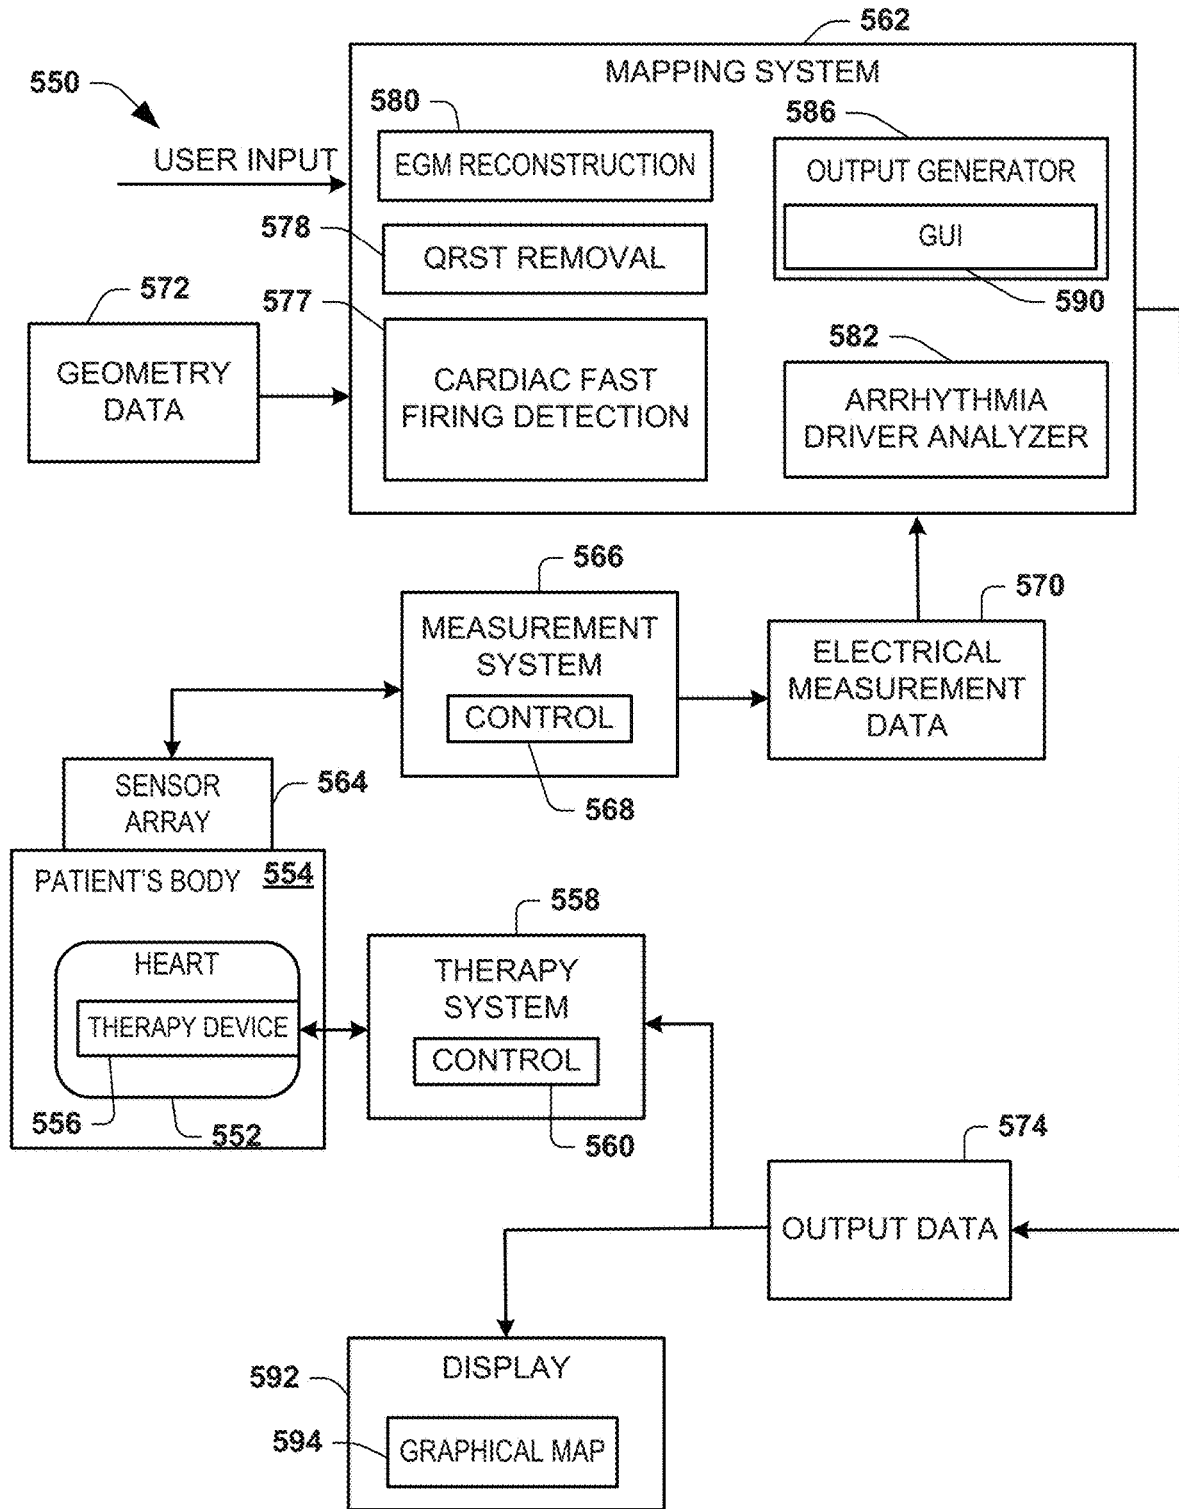 562
550
MAPPING SYSTEM
580
586
USER INPUT
EGM RECONSTRUCTION
OUTPUT GENERATOR
578
QRST REMOVAL
GUI
572
577
590
GEOMETRY
DATA
CARDIAC FAST
FIRING DETECTION
582
ARRHYTHMIA
DRIVER ANALYZER
566
570
MEASUREMENT
SYSTEM
CONTROL
ELECTRICAL
MEASUREMENT
DATA
SENSOR
ARRAY
564
568
PATIENT'S BODY
554
558
HEART
THERAPY DEVICE
THERAPY
SYSTEM
CONTROL
556
552
560
574
OUTPUT DATA
592
DISPLAY
594
GRAPHICAL MAP